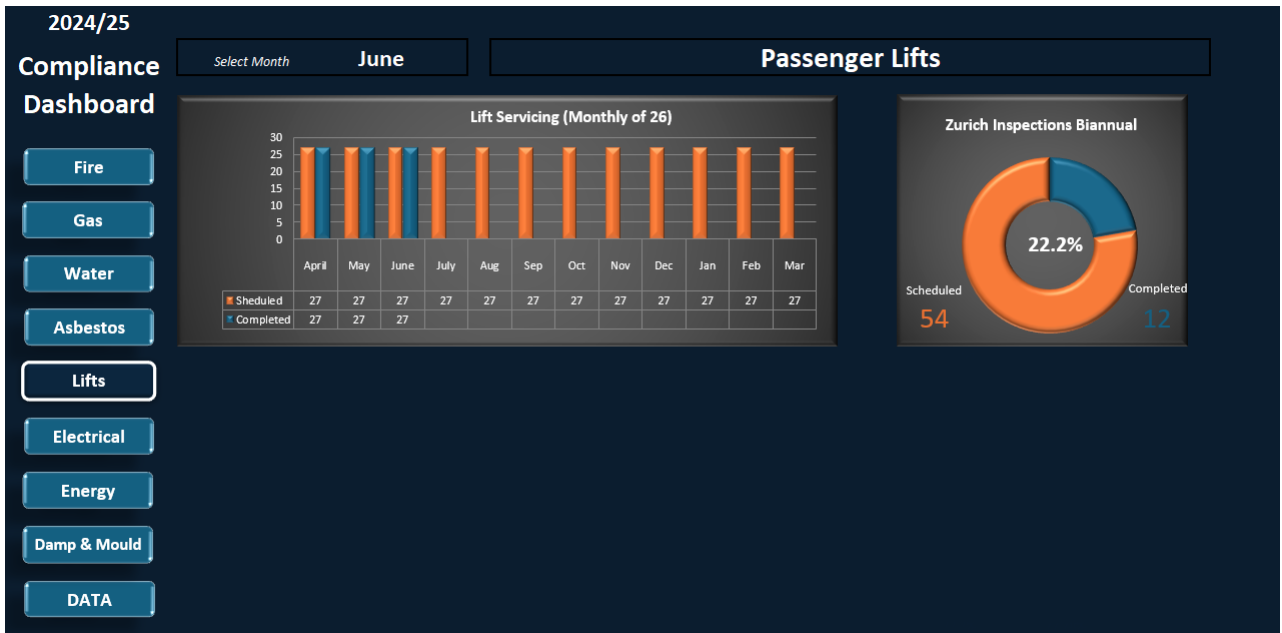 2024/25
Compliance
Dashboard
Select Month June
Passenger Lifts
Fire
Gas
Water
Asbestos
Lifts
Electrical
Energy
Damp & Mould
DATA
Lift Servicing (Monthly of 26)
30
25
20
15
10
5
0
April May June July Aug Sep Oct Nov Dec Jan Feb Mar
Sheduled 27 27 27 27 27 27 27 27 27 27 27 27
Completed 27 27 27
Zurich Inspections Biannual
22.2%
Scheduled Completed
54 12